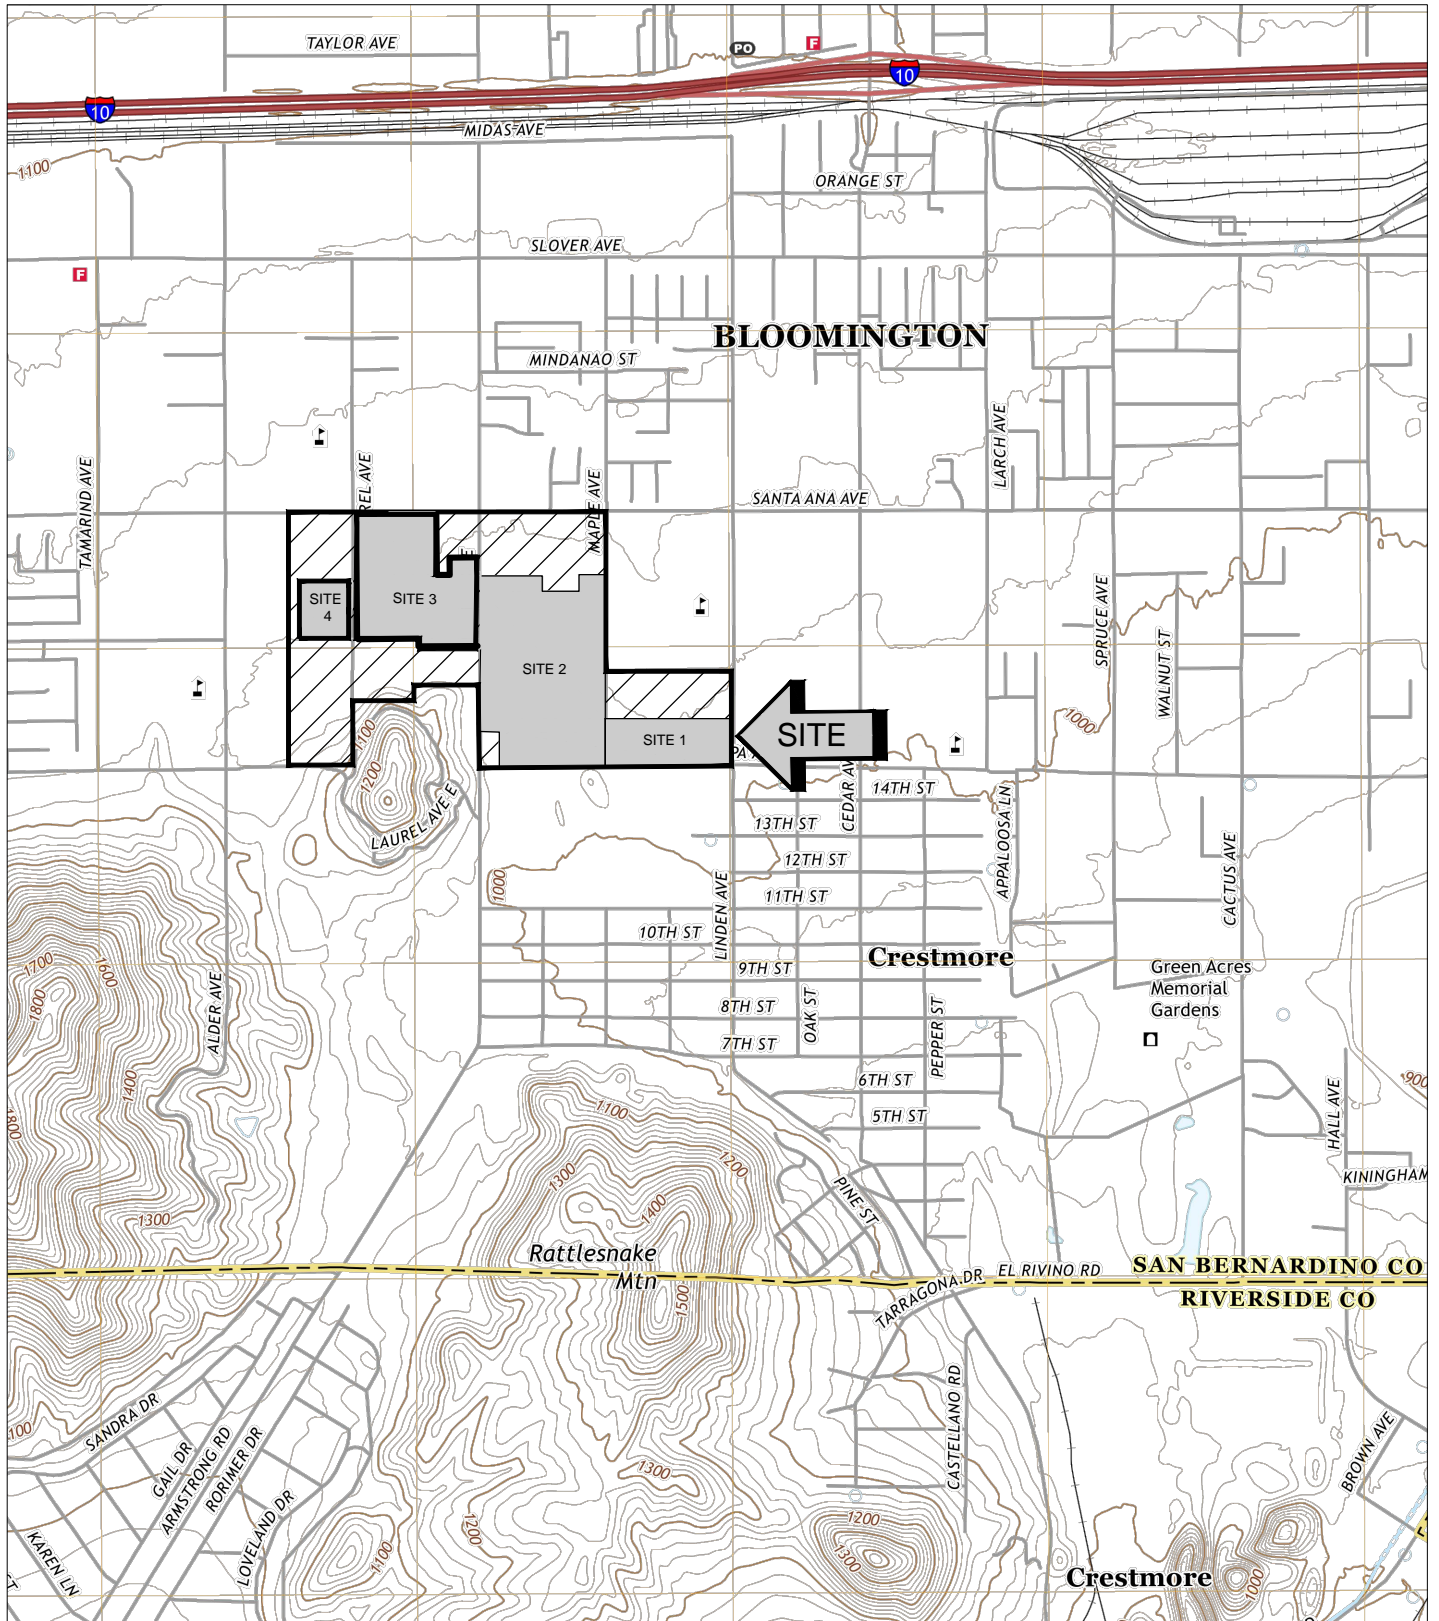 TAYLOR AVE
PO
F
10
10
MIDAS AVE
1100
ORANGE ST
SLOVER AVE
F
BLOOMINGTON
MINDANAO ST
LARCH AVE
TAMARIND AVE
REL AVE
MAPLE AVE
SANTA ANA AVE
E
SITE
4
SITE 3
SPRUCE AVE
WALNUT ST
SITE 2
1000
SITE 1
SITE
PA
1100
1200
LAUREL AVE E
CEDAR AV
14TH ST
APPALOOSA LN
13TH ST
12TH ST
CACTUS AVE
1000
11TH ST
LINDEN AVE
10TH ST
Crestmore
9TH ST
Green Acres
Memorial
Gardens
1700
1600
1800
ALDER AVE
8TH ST
OAK ST
PEPPER ST
7TH ST
6TH ST
900
1400
1100
5TH ST
HALL AVE
1800
1200
1300
KININGHAM
PINE ST
1400
1300
Rattlesnake
Mtn
SAN BERNARDINO CO
EL RIVINO RD
TARRAGONA DR
RIVERSIDE CO
1500
CASTELLANO RD
SANDRA DR
100
GAIL DR
ARMSTRONG RD
RORIMER DR
BROWN AVE
1300
LOVELAND DR
1200
1200
1300
1100
KAREN LN
CT
Crestmore
1000